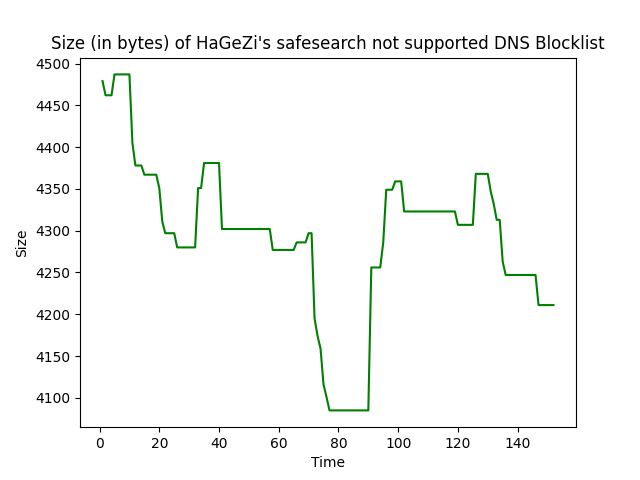 Size (in bytes) of HaGeZi's safesearch not supported DNS Blocklist
4500
4450
4400
4350
4300
4250
4200
4150
4100
Size
0 20 40 60 80 100 120 140
Time